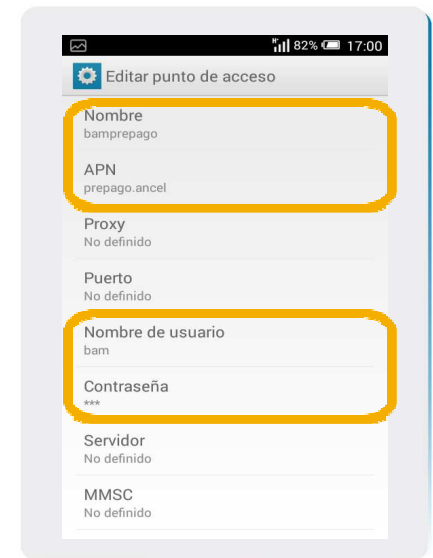 H 82% 17:00
Editar punto de acceso
Nombre
bamprepago
APN
prepago.ancel
Proxy
No definido
Puerto
No definido
Nombre de usuario
bam
Contraseña
***
Servidor
No definido
MMSC
No definido